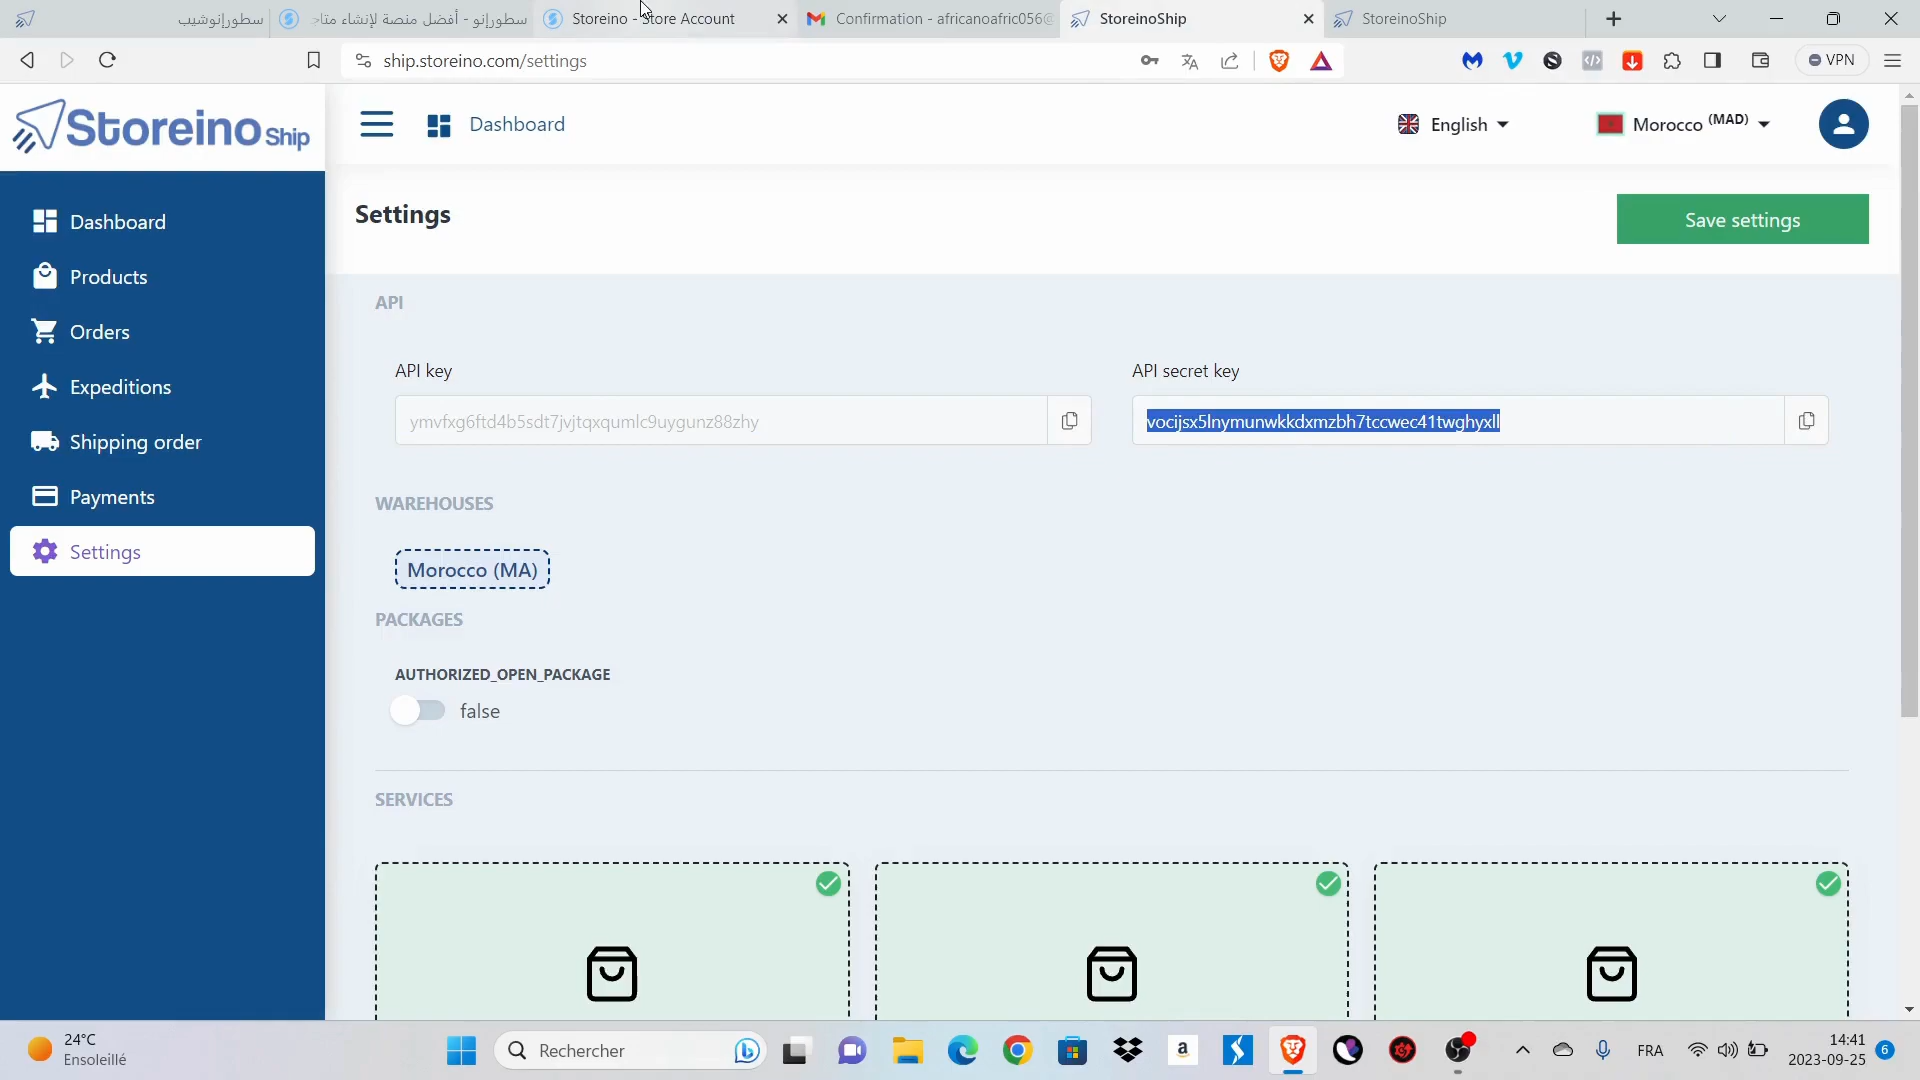 سطورإنوشيب
سطورإنو - أفضل منصة لإنشاء متاجر
Storeino - Store Account
Confirmation - africanoafric056@
StoreinoShip
StoreinoShip
ship.storeino.com/settings
VPN
Storeino Ship
Dashboard
English
Morocco (MAD)
Dashboard
Products
Orders
Expeditions
Shipping order
Payments
Settings
Settings
Save settings
API
API key
API secret key
ymvfxg6ftd4b5sdt7jvjtqxqumlc9uygunz88zhy
vocijsx5lnymunwkkdxmzbh7tccwec41twghyxll
WAREHOUSES
Morocco (MA)
PACKAGES
AUTHORIZED_OPEN_PACKAGE
false
SERVICES
24°C
Ensoleillé
Rechercher
FRA
14:41
2023-09-25
6